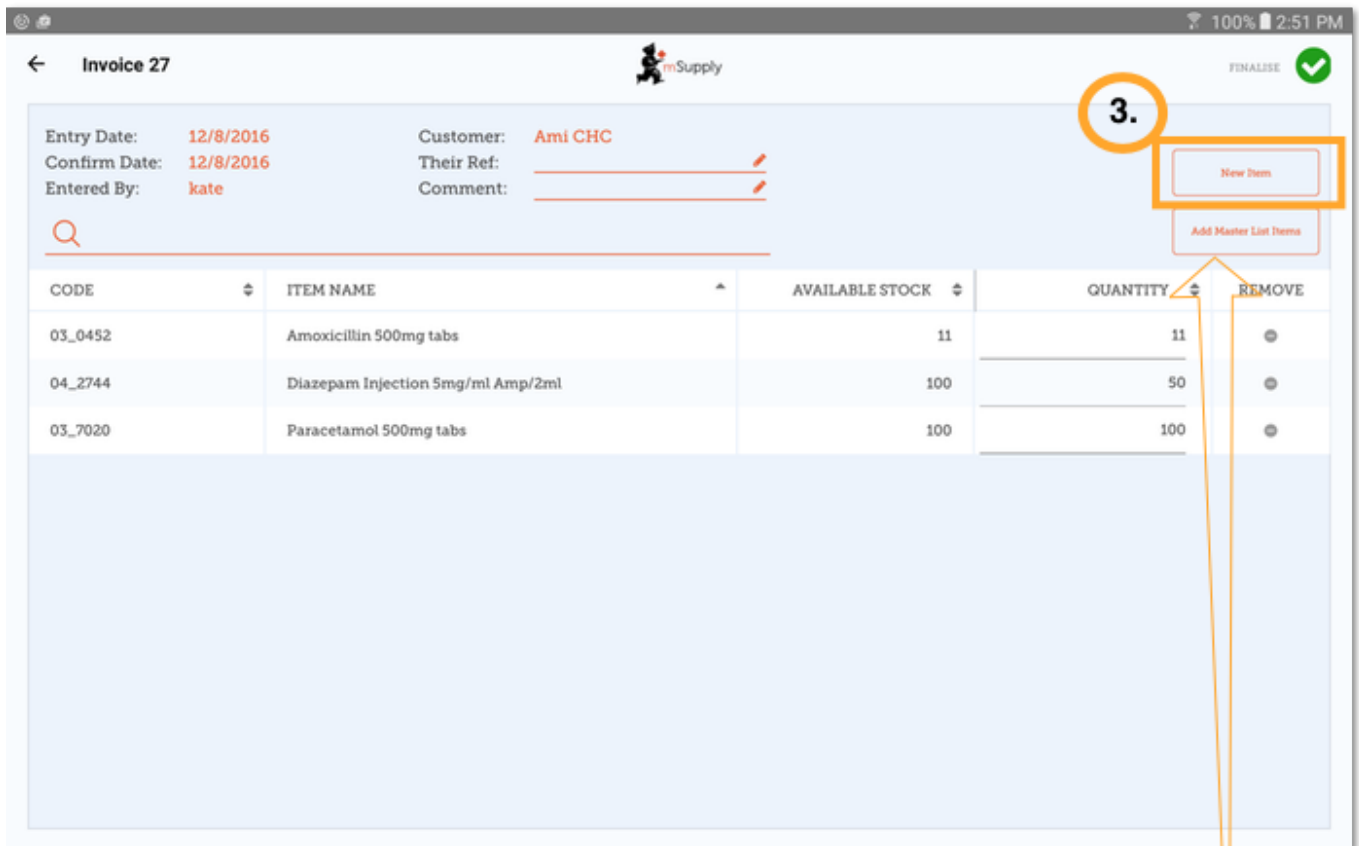 100% 2:51 PM
Invoice 27
mSupply
FINALISE
3.
Entry Date: 12/8/2016 Customer: Ami CHC
Confirm Date: 12/8/2016 Their Ref:
Entered By: kate Comment:
New Item
Add Master List Items
CODE ITEM NAME AVAILABLE STOCK QUANTITY REMOVE
03_0452 Amoxicillin 500mg tabs 11 11
04_2744 Diazepam Injection 5mg/ml Amp/2ml 100 50
03_7020 Paracetamol 500mg tabs 100 100